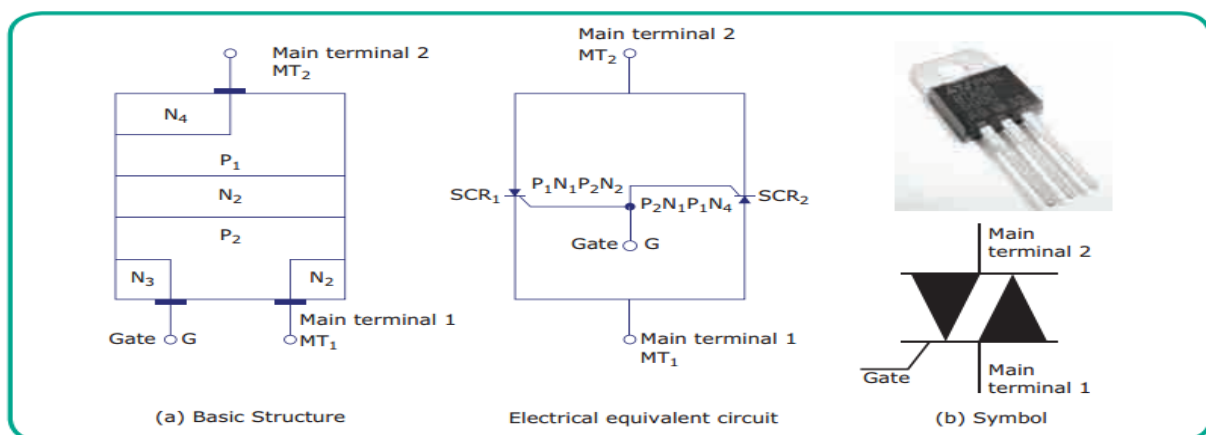 Main terminal 2
MT₂
N₄
P₁
N₂
P₂
N₃
N₂
Gate
G
Main terminal 1
MT₁
(a) Basic Structure
Main terminal 2
MT₂
SCR₁
P₁N₁P₂N₂
P₂N₁P₁N₄
SCR₂
Gate
G
Main terminal 1
MT₁
Electrical equivalent circuit
Main
terminal 2
Gate
Main
terminal 1
(b) Symbol